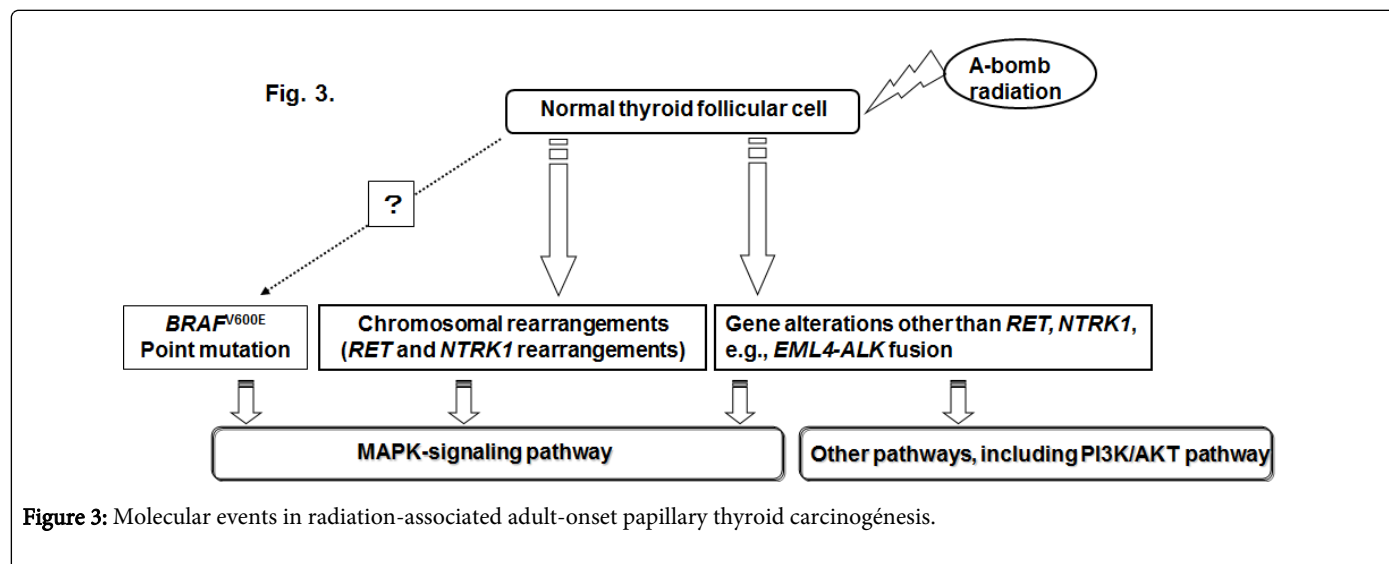 Fig. 3.
A-bomb
radiation
Normal thyroid follicular cell
?
BRAFV600E
Point mutation
Chromosomal rearrangements
(RET and NTRK1 rearrangements)
Gene alterations other than RET, NTRK1,
e.g., EML4-ALK fusion
MAPK-signaling pathway
Other pathways, including PI3K/AKT pathway
Figure 3: Molecular events in radiation-associated adult-onset papillary thyroid carcinogénesis.